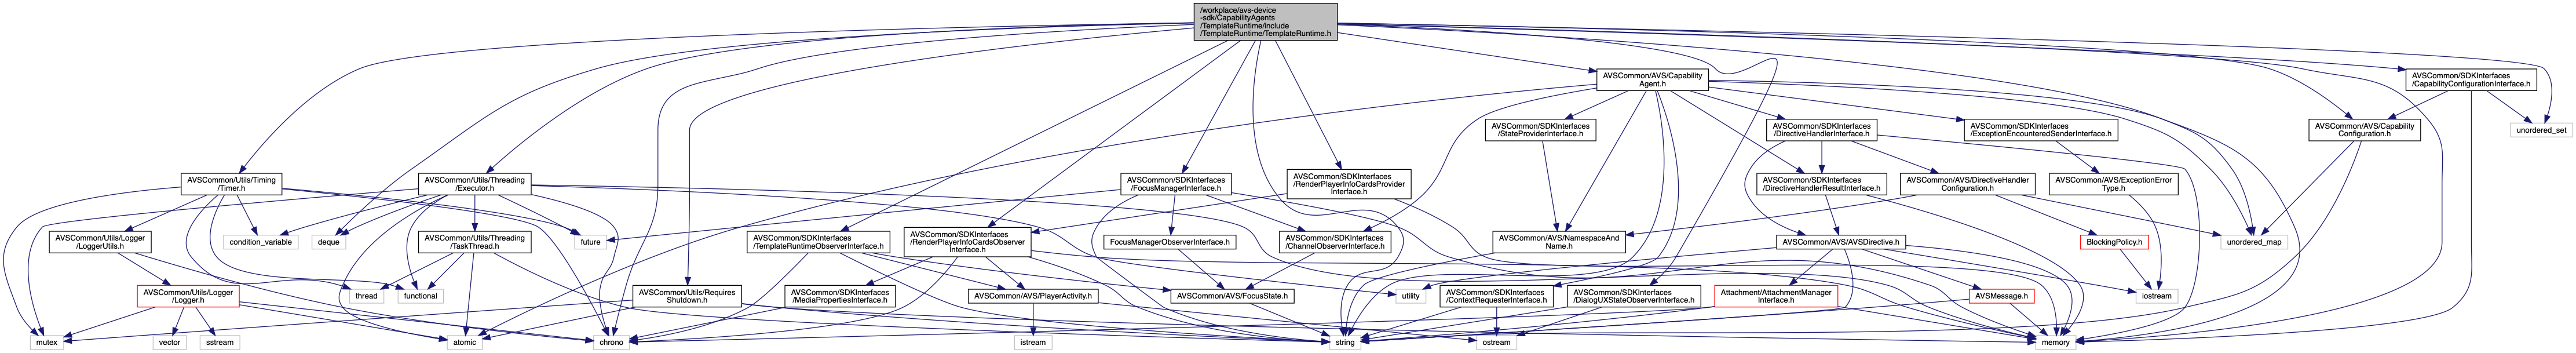 /workplace/avs-device
-sdk/CapabilityAgents
/TemplateRuntime/include
/TemplateRuntime/TemplateRuntime.h
AVSCommon/AVS/Capability
Agent.h
AVSCommon/SDKInterfaces
/CapabilityConfigurationInterface.h
AVSCommon/SDKInterfaces
/StateProviderInterface.h
AVSCommon/SDKInterfaces
/DirectiveHandlerInterface.h
AVSCommon/SDKInterfaces
/ExceptionEncounteredSenderInterface.h
AVSCommon/AVS/Capability
Configuration.h
unordered_set
AVSCommon/Utils/Timing
/Timer.h
AVSCommon/Utils/Threading
/Executor.h
AVSCommon/SDKInterfaces
/FocusManagerInterface.h
AVSCommon/SDKInterfaces
/RenderPlayerInfoCardsProvider
Interface.h
AVSCommon/SDKInterfaces
/DirectiveHandlerResultInterface.h
AVSCommon/AVS/DirectiveHandler
Configuration.h
AVSCommon/AVS/ExceptionError
Type.h
AVSCommon/Utils/Logger
/LoggerUtils.h
condition_variable
deque
AVSCommon/Utils/Threading
/TaskThread.h
future
AVSCommon/SDKInterfaces
/TemplateRuntimeObserverInterface.h
AVSCommon/SDKInterfaces
/RenderPlayerInfoCardsObserver
Interface.h
FocusManagerObserverInterface.h
AVSCommon/SDKInterfaces
/ChannelObserverInterface.h
AVSCommon/AVS/NamespaceAnd
Name.h
AVSCommon/AVS/AVSDirective.h
BlockingPolicy.h
unordered_map
AVSCommon/Utils/Logger
/Logger.h
thread
functional
AVSCommon/Utils/Requires
Shutdown.h
AVSCommon/SDKInterfaces
/MediaPropertiesInterface.h
AVSCommon/AVS/PlayerActivity.h
AVSCommon/AVS/FocusState.h
utility
AVSCommon/SDKInterfaces
/ContextRequesterInterface.h
AVSCommon/SDKInterfaces
/DialogUXStateObserverInterface.h
Attachment/AttachmentManager
Interface.h
AVSMessage.h
iostream
mutex
vector
sstream
atomic
chrono
istream
string
ostream
memory